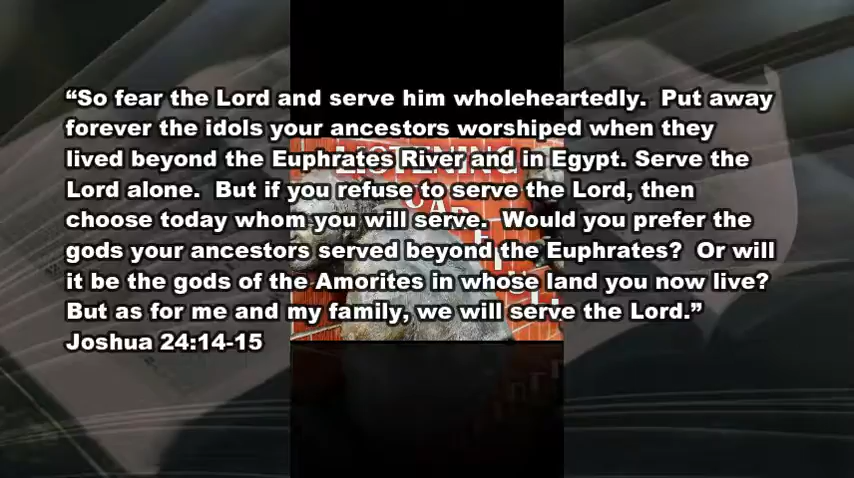 “So fear the Lord and serve him wholeheartedly. Put away
forever the idols your ancestors worshiped when they
lived beyond the Euphrates River and in Egypt. Serve the
Lord alone. But if you refuse to serve the Lord, then
choose today whom you will serve. Would you prefer the
gods your ancestors served beyond the Euphrates? Or will
it be the gods of the Amorites in whose land you now live?
But as for me and my family, we will serve the Lord.”
Joshua 24:14-15
LISTENING